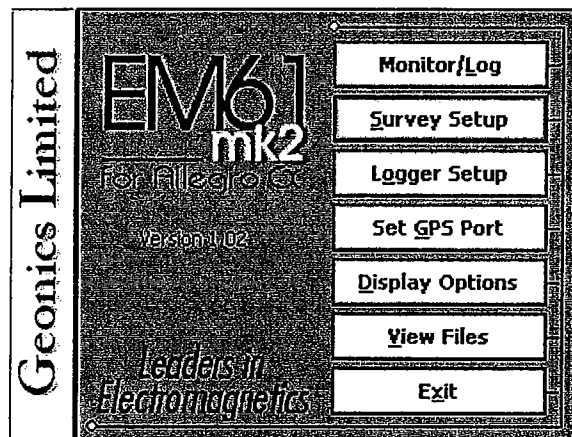 Geonics Limited
EM61
mk2
For Allegro CX
Version 1.02
Leaders in
Electromagnetics
Monitor/Log
Survey Setup
Logger Setup
Set GPS Port
Display Options
View Files
Exit